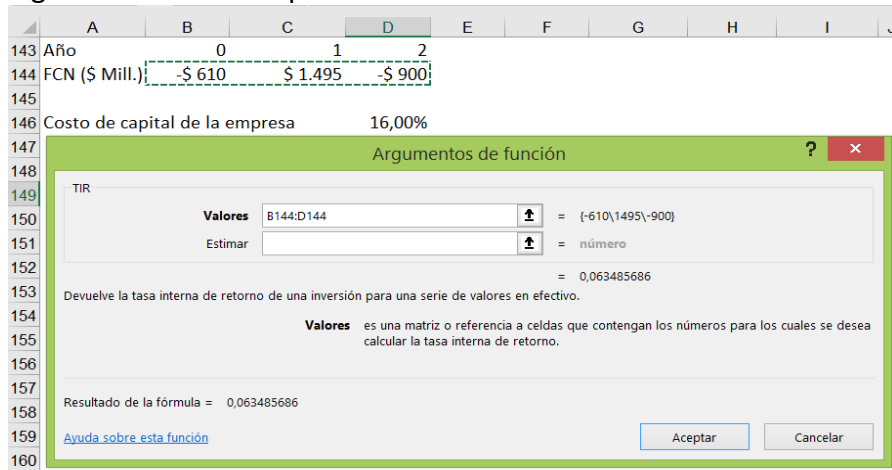 A B C D E F G H I
143 Año 0 1 2
144 FCN ($ Mill.) -$ 610 $ 1.495 -$ 900
145
146 Costo de capital de la empresa 16,00%
147 Argumentos de función ? ×
148
149 TIR
150 Valores B144:D144 = {-610\1495\-900}
151 Estimar = número
152 = 0,063485686
153 Devuelve la tasa interna de retorno de una inversión para una serie de valores en efectivo.
154 Valores es una matriz o referencia a celdas que contengan los números para los cuales se desea
155 calcular la tasa interna de retorno.
156
157
158 Resultado de la fórmula = 0,063485686
159 Ayuda sobre esta función Aceptar Cancelar
160